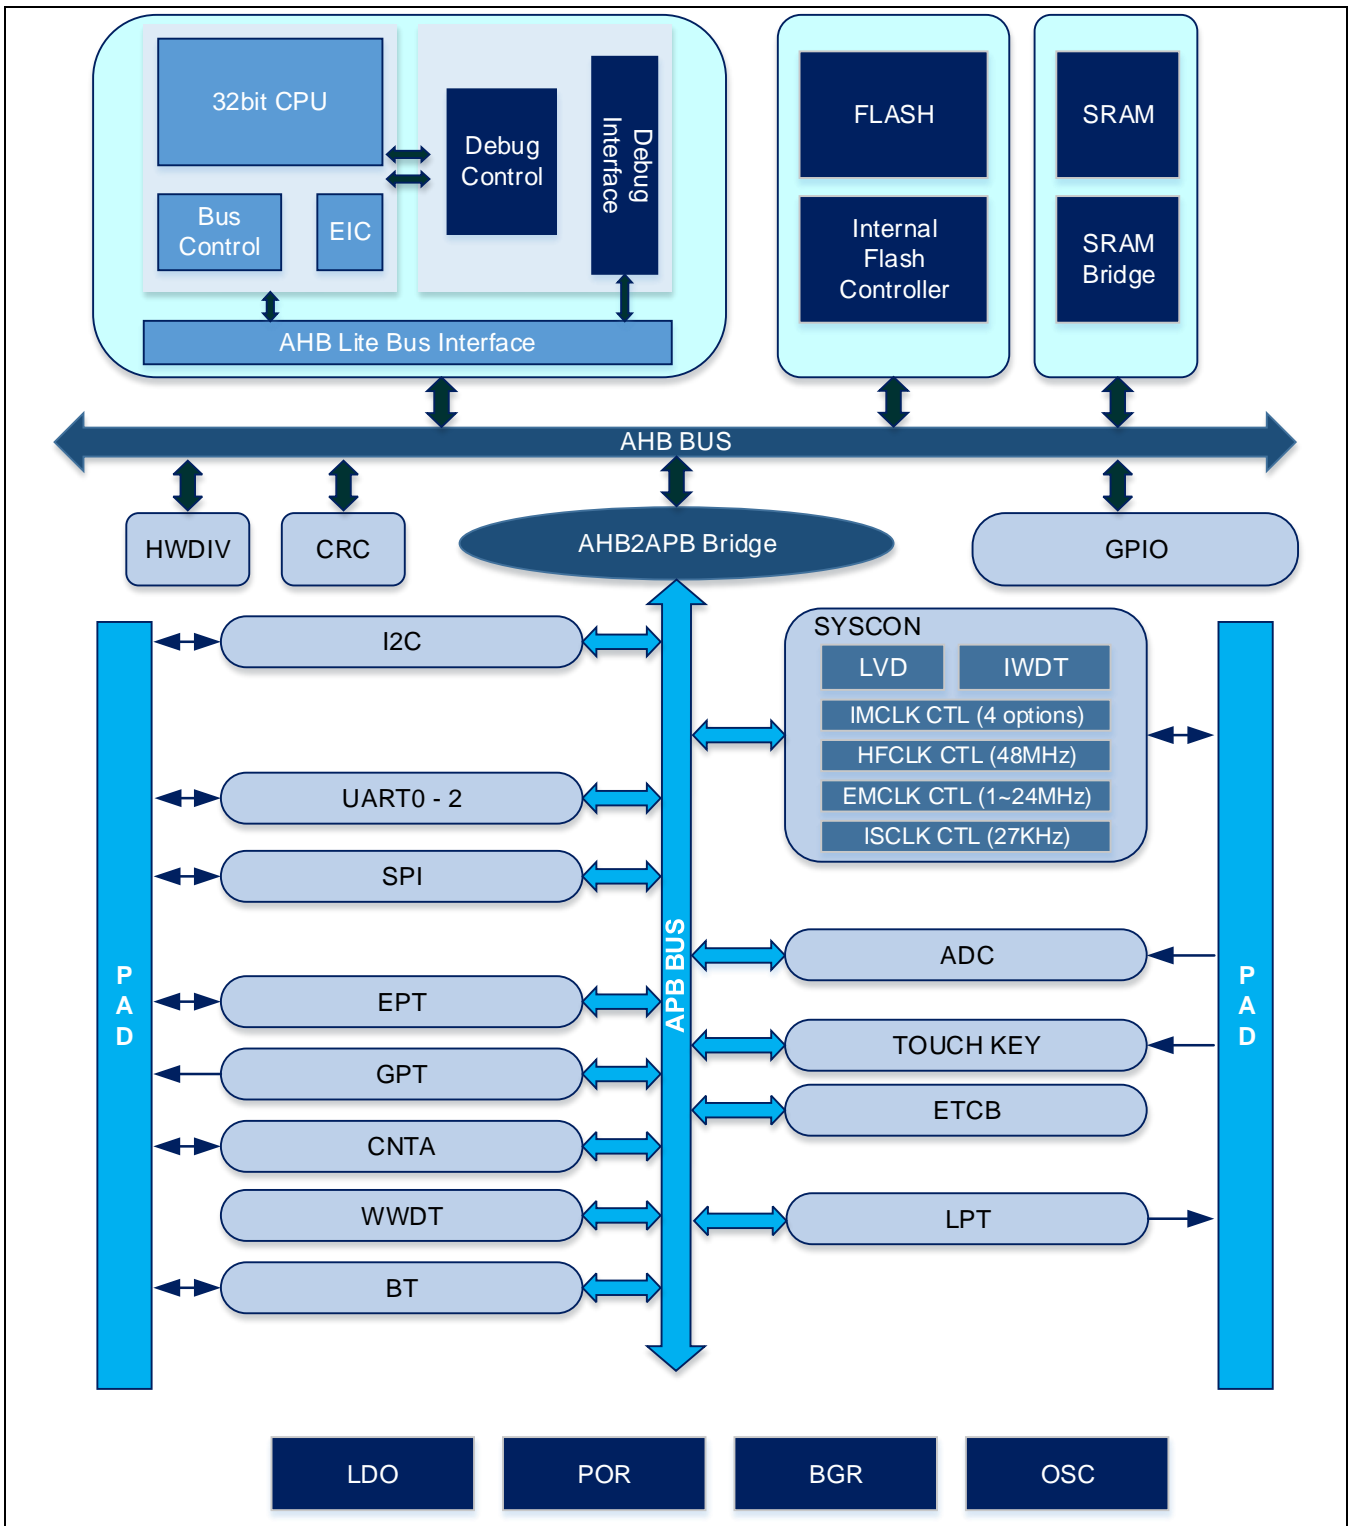 32bit CPU
Bus
Control
EIC
Debug
Control
Debug
Interface
AHB Lite Bus Interface
FLASH
Internal
Flash
Controller
SRAM
SRAM
Bridge
AHB BUS
HWDIV
CRC
AHB2APB Bridge
GPIO
PAD
I2C
UART0 - 2
SPI
EPT
GPT
CNTA
WWDT
BT
APB BUS
SYSCON
LVD
IWDT
IMCLK CTL (4 options)
HFCLK CTL (48MHz)
EMCLK CTL (1~24MHz)
ISCLK CTL (27KHz)
ADC
TOUCH KEY
ETCB
LPT
PAD
LDO
POR
BGR
OSC